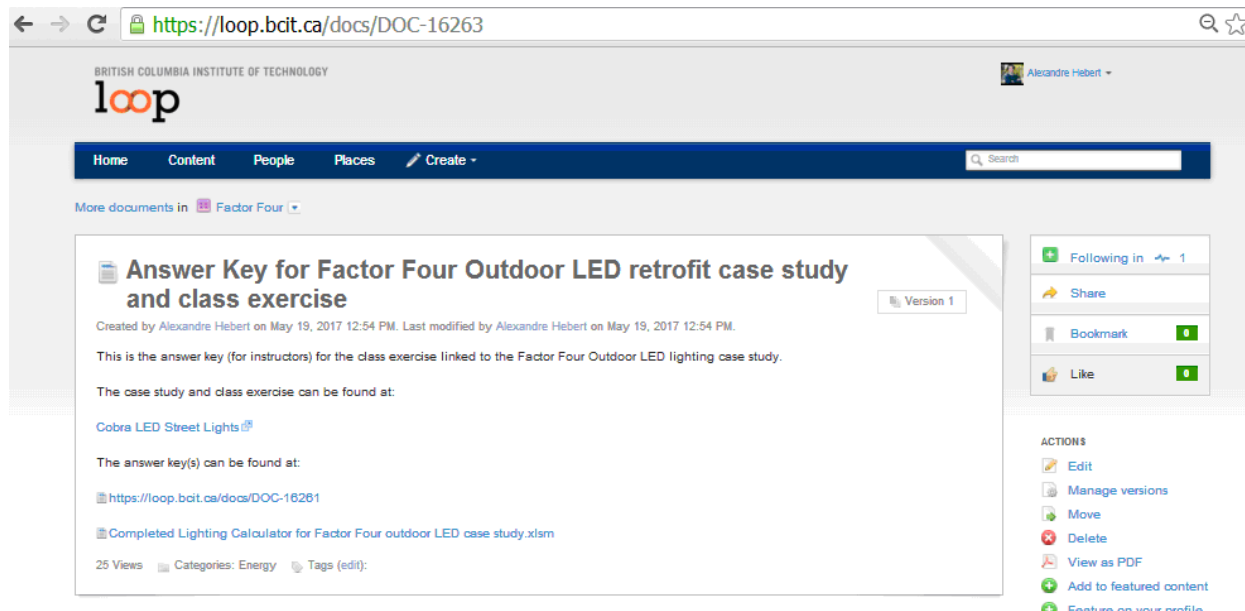 https://loop.bcit.ca/docs/DOC-16263
BRITISH COLUMBIA INSTITUTE OF TECHNOLOGY
loop
Alexandre Hebert
Home Content People Places Create
Search
More documents in Factor Four
Answer Key for Factor Four Outdoor LED retrofit case study
and class exercise
Version 1
Created by Alexandre Hebert on May 19, 2017 12:54 PM. Last modified by Alexandre Hebert on May 19, 2017 12:54 PM.
This is the answer key (for instructors) for the class exercise linked to the Factor Four Outdoor LED lighting case study.
The case study and class exercise can be found at:
Cobra LED Street Lights
The answer key(s) can be found at:
https://loop.bcit.ca/docs/DOC-16261
Completed Lighting Calculator for Factor Four outdoor LED case study.xlsm
25 Views Categories: Energy Tags (edit):
Following in 1
Share
Bookmark 0
Like 0
ACTIONS
Edit
Manage versions
Move
Delete
View as PDF
Add to featured content
Feature on your profile